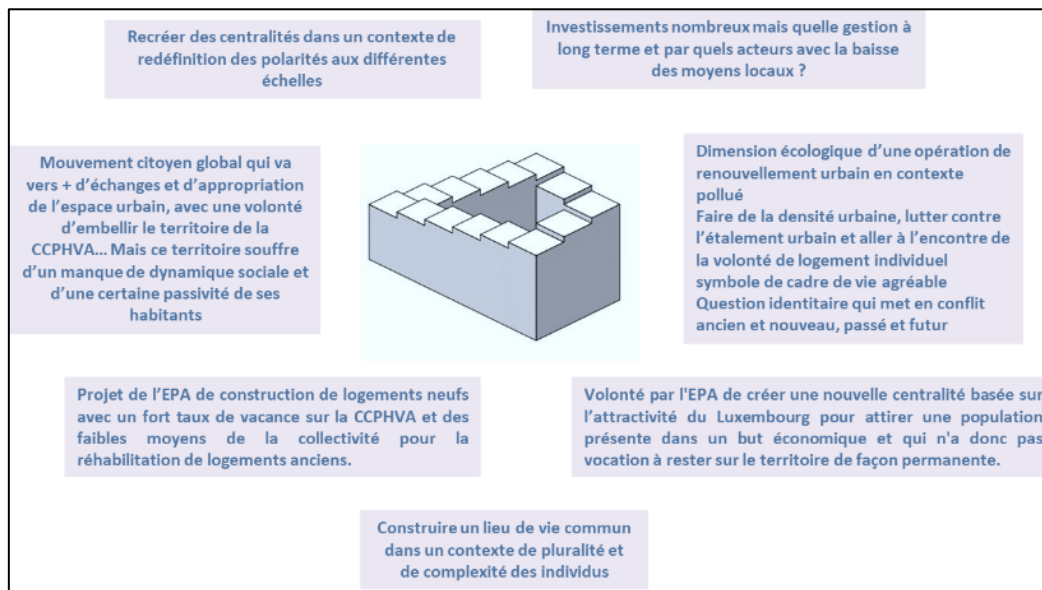 Recréer des centralités dans un contexte de
redéfinition des polarités aux différentes
échelles
Investissements nombreux mais quelle gestion à
long terme et par quels acteurs avec la baisse
des moyens locaux ?
Mouvement citoyen global qui va
vers + d'échanges et d'appropriation
de l'espace urbain, avec une volonté
d'embellir le territoire de la
CCPHVA... Mais ce territoire souffre
d'un manque de dynamique sociale et
d'une certaine passivité de ses
habitants
Dimension écologique d'une opération de
renouvellement urbain en contexte
pollué
Faire de la densité urbaine, lutter contre
l'étalement urbain et aller à l'encontre de
la volonté de logement individuel
symbole de cadre de vie agréable
Question identitaire qui met en conflit
ancien et nouveau, passé et futur
Projet de l'EPA de construction de logements neufs
avec un fort taux de vacance sur la CCPHVA et des
faibles moyens de la collectivité pour la
réhabilitation de logements anciens.
Volonté par l'EPA de créer une nouvelle centralité basée sur
l'attractivité du Luxembourg pour attirer une population
présente dans un but économique et qui n'a donc pas
vocation à rester sur le territoire de façon permanente.
Construire un lieu de vie commun
dans un contexte de pluralité et
de complexité des individus